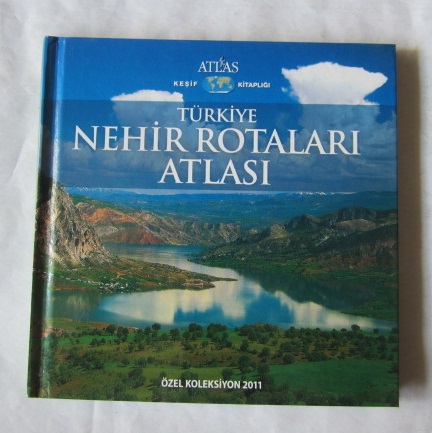 ATLAS
KEŞİF KİTAPLIĞI
TÜRKİYE
NEHİR ROTALARI
ATLASI
ÖZEL KOLEKSİYON 2011